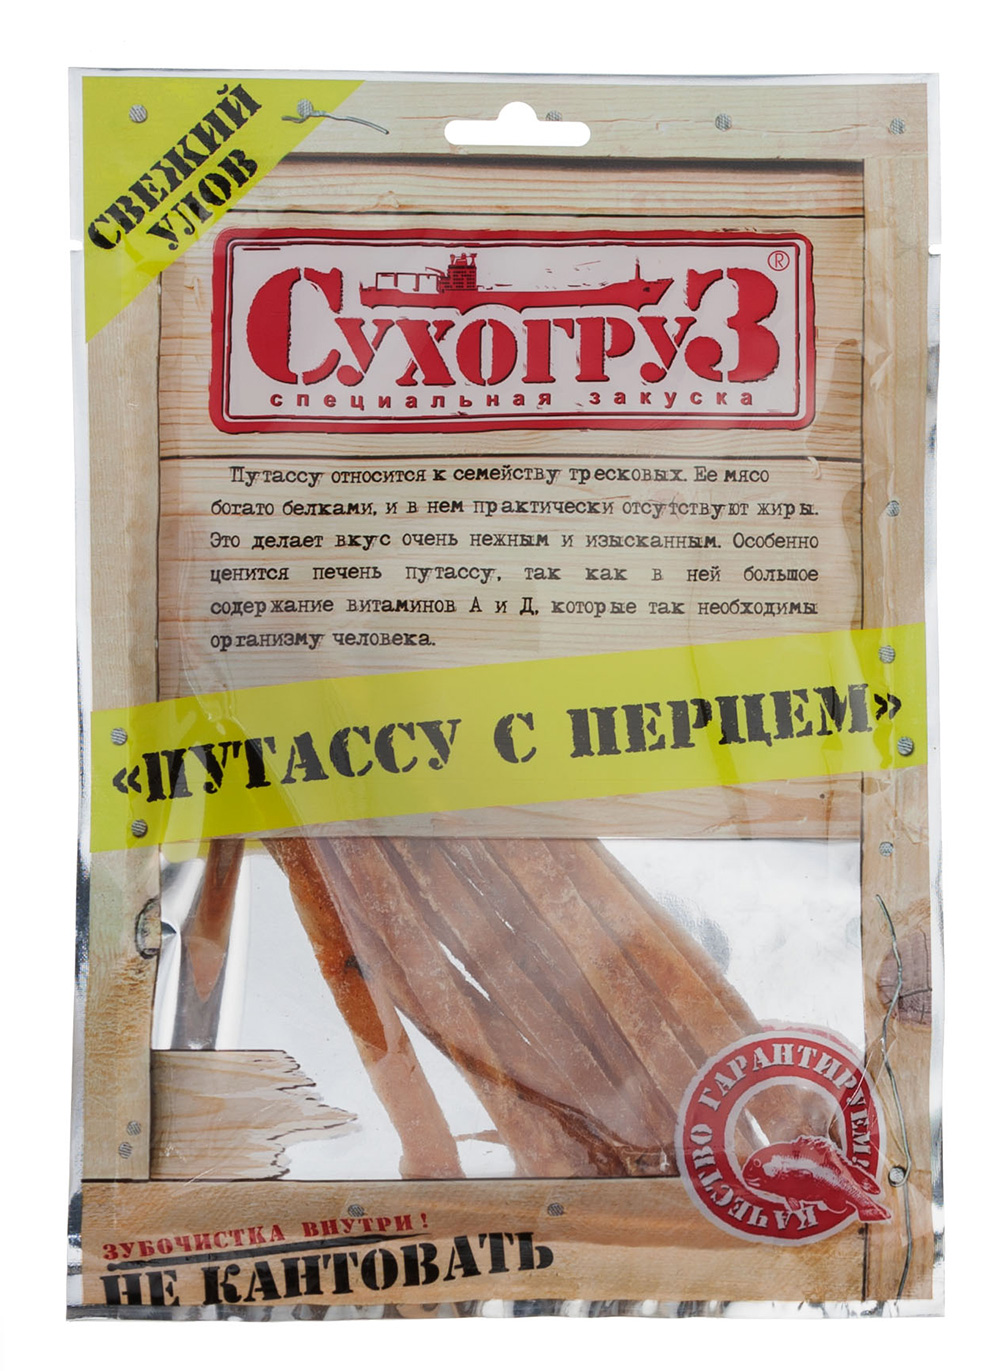 СВЕЖИЙ
УЛОВ
СухогруЗ®
специальная закуска
Путассу относится к семейству тресковых. Ее мясо
богато белками, и в нем практически отсутствуют жиры.
Это делает вкус очень нежным и изысканным. Особенно
ценится печень путассу, так как в ней большое
содержание витаминов А и Д, которые так необходимы
организму человека.
«ПУТАССУ С ПЕРЦЕМ»
КАЧЕСТВО ГАРАНТИРУЕМ!
ЗУБОЧИСТКА ВНУТРИ!
НЕ КАНТОВАТЬ